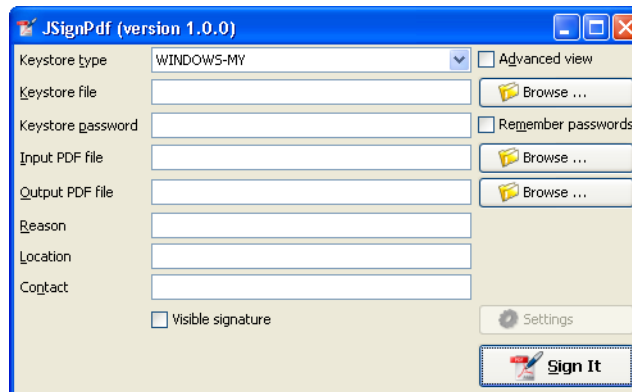 JSignPdf (version 1.0.0)
Keystore type WINDOWS-MY Advanced view
Keystore file Browse ...
Keystore password Remember passwords
Input PDF file Browse ...
Output PDF file Browse ...
Reason
Location
Contact
Visible signature Settings
Sign It